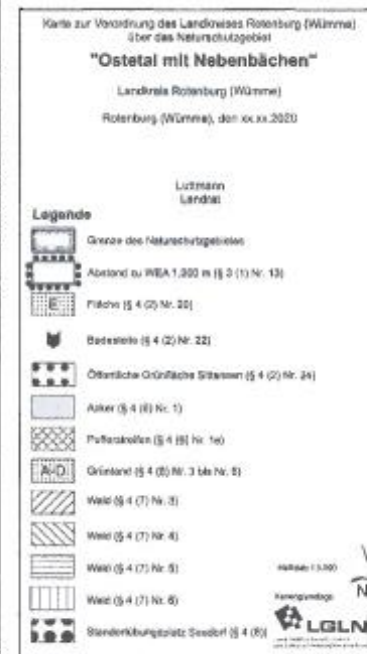 Karte zur Verordnung des Landkreises Rotenburg (Wümme)
über das Naturschutzgebiet
"Ostetal mit Nebenbächen"
Landkreis Rotenburg (Wümme)
Rotenburg (Wümme), den xx.xx.2020
Luttmann
Landrat
Legende
Grenze des Naturschutzgebietes
Abstand zu WEA 1.000 m (§ 3 (1) Nr. 13)
E
Fläche (§ 4 (2) Nr. 20)
Badestelle (§ 4 (2) Nr. 22)
Öffentliche Grünfläche Sittensen (§ 4 (2) Nr. 24)
Acker (§ 4 (6) Nr. 1)
Pufferstreifen (§ 4 (6) Nr. 1e)
A-D
Grünland (§ 4 (6) Nr. 3 bis Nr. 6)
Wald (§ 4 (7) Nr. 3)
Wald (§ 4 (7) Nr. 4)
Wald (§ 4 (7) Nr. 5)
Wald (§ 4 (7) Nr. 6)
Maßstab
N
Kartengrundlage
LGLN
Standortübungsplatz Seedorf (§ 4 (8))